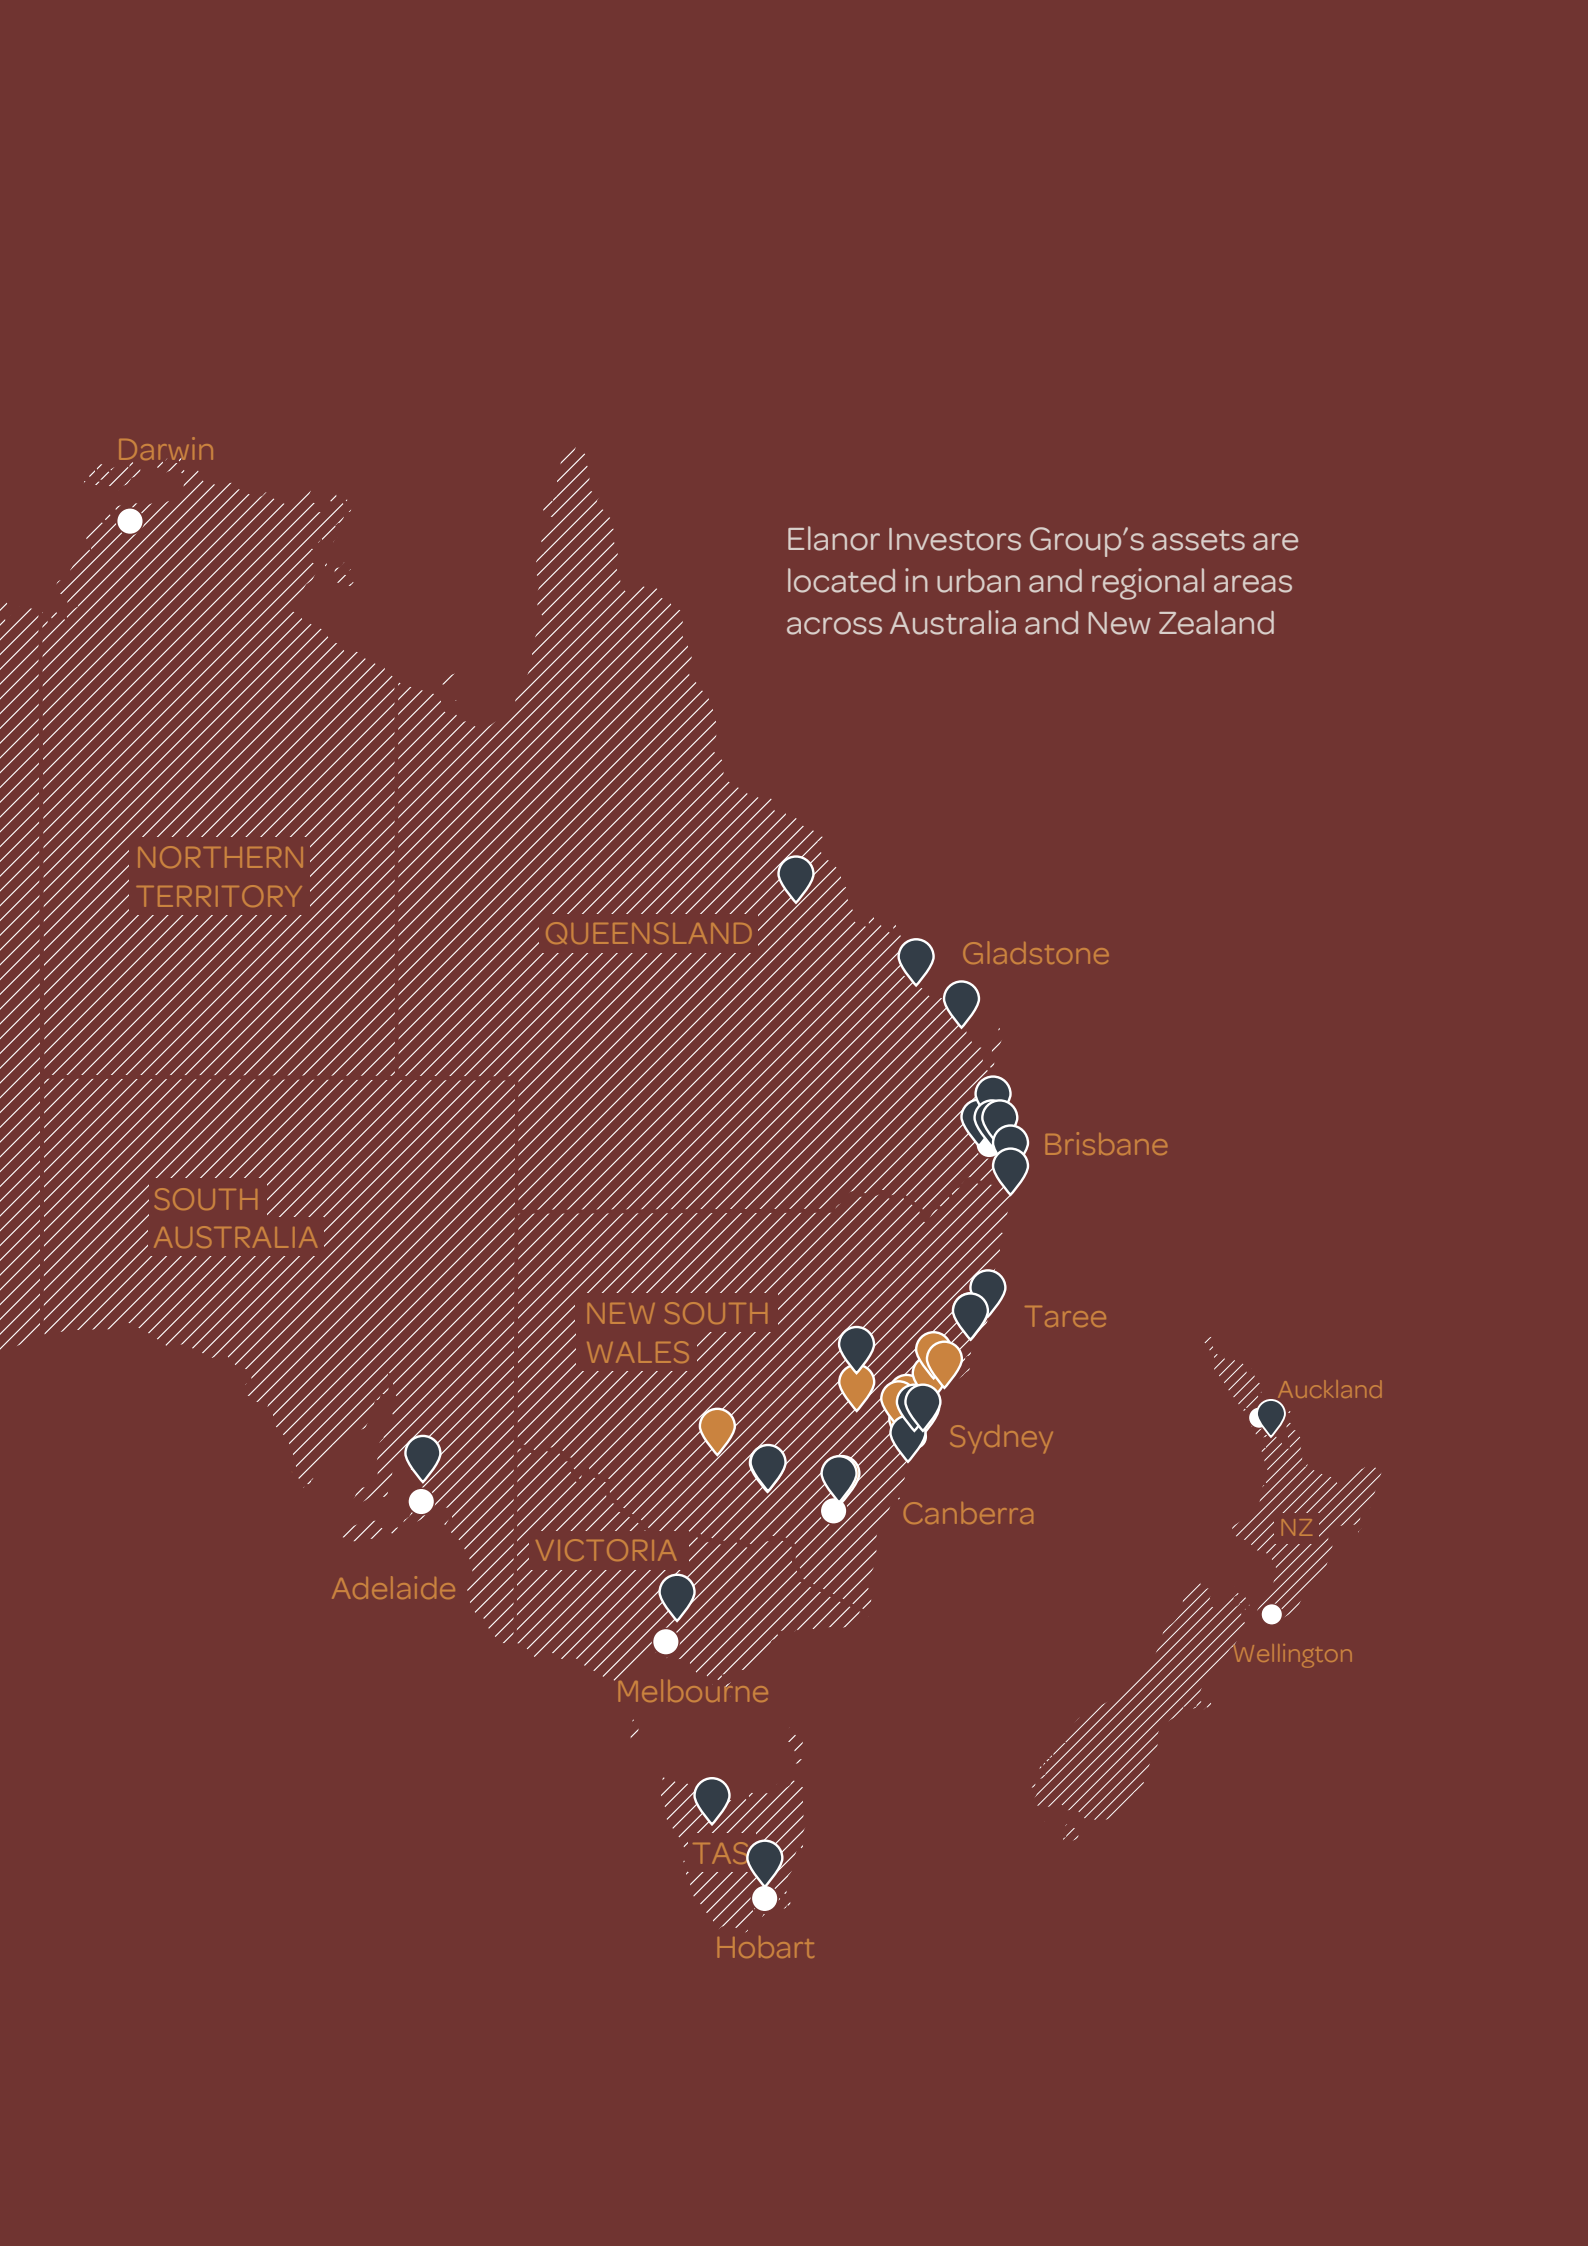 Darwin
Elanor Investors Group's assets are
located in urban and regional areas
across Australia and New Zealand
NORTHERN
TERRITORY
QUEENSLAND
Gladstone
Brisbane
SOUTH
AUSTRALIA
NEW SOUTH
WALES
Taree
Auckland
Sydney
Canberra
NZ
VICTORIA
Adelaide
Wellington
Melbourne
TAS
Hobart